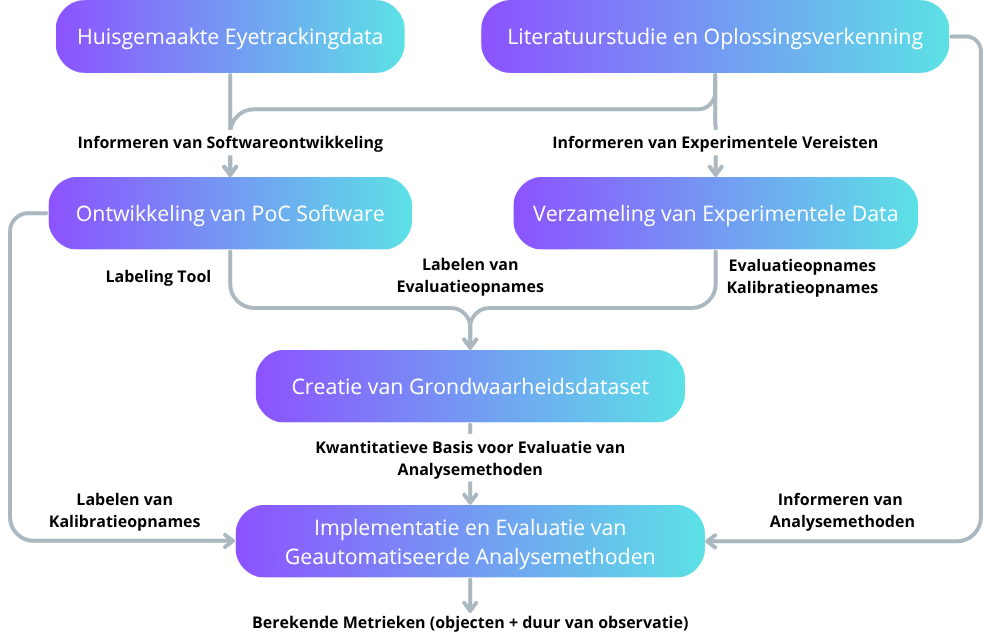 Huisgemaakte Eyetrackingdata
Literatuurstudie en Oplossingsverkenning
Informeren van Softwareontwikkeling
Informeren van Experimentele Vereisten
Ontwikkeling van PoC Software
Verzameling van Experimentele Data
Labeling Tool
Labelen van
Evaluatieopnames
Evaluatieopnames
Kalibratieopnames
Creatie van Grondwaarheidsdataset
Kwantitatieve Basis voor Evaluatie van
Analysemethoden
Labelen van
Kalibratieopnames
Informeren van
Analysemethoden
Implementatie en Evaluatie van
Geautomatiseerde Analysemethoden
Berekende Metrieken (objecten + duur van observatie)